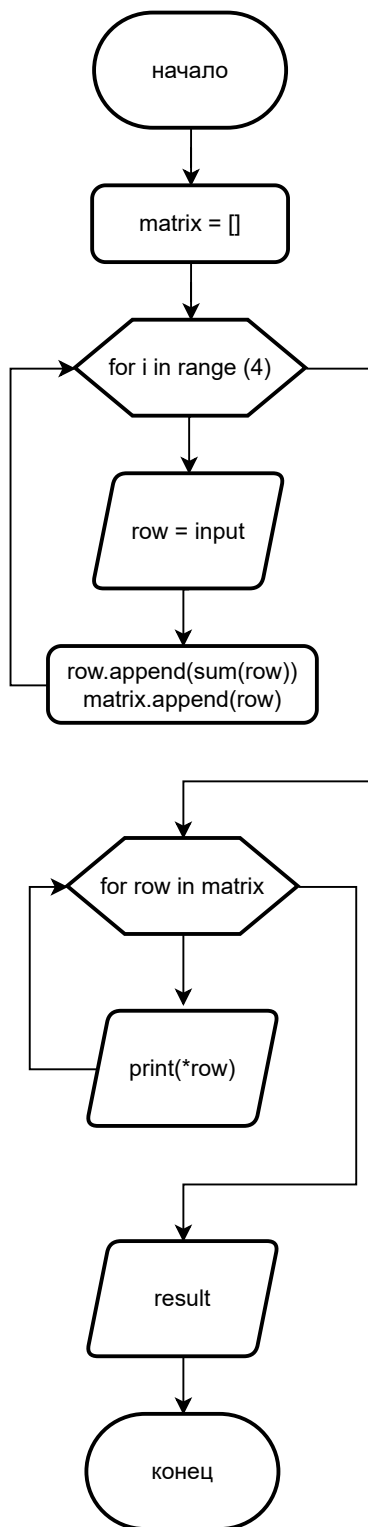 начало
matrix = []
for i in range (4)
row = input
row.append(sum(row))
matrix.append(row)
for row in matrix
print(*row)
result
конец